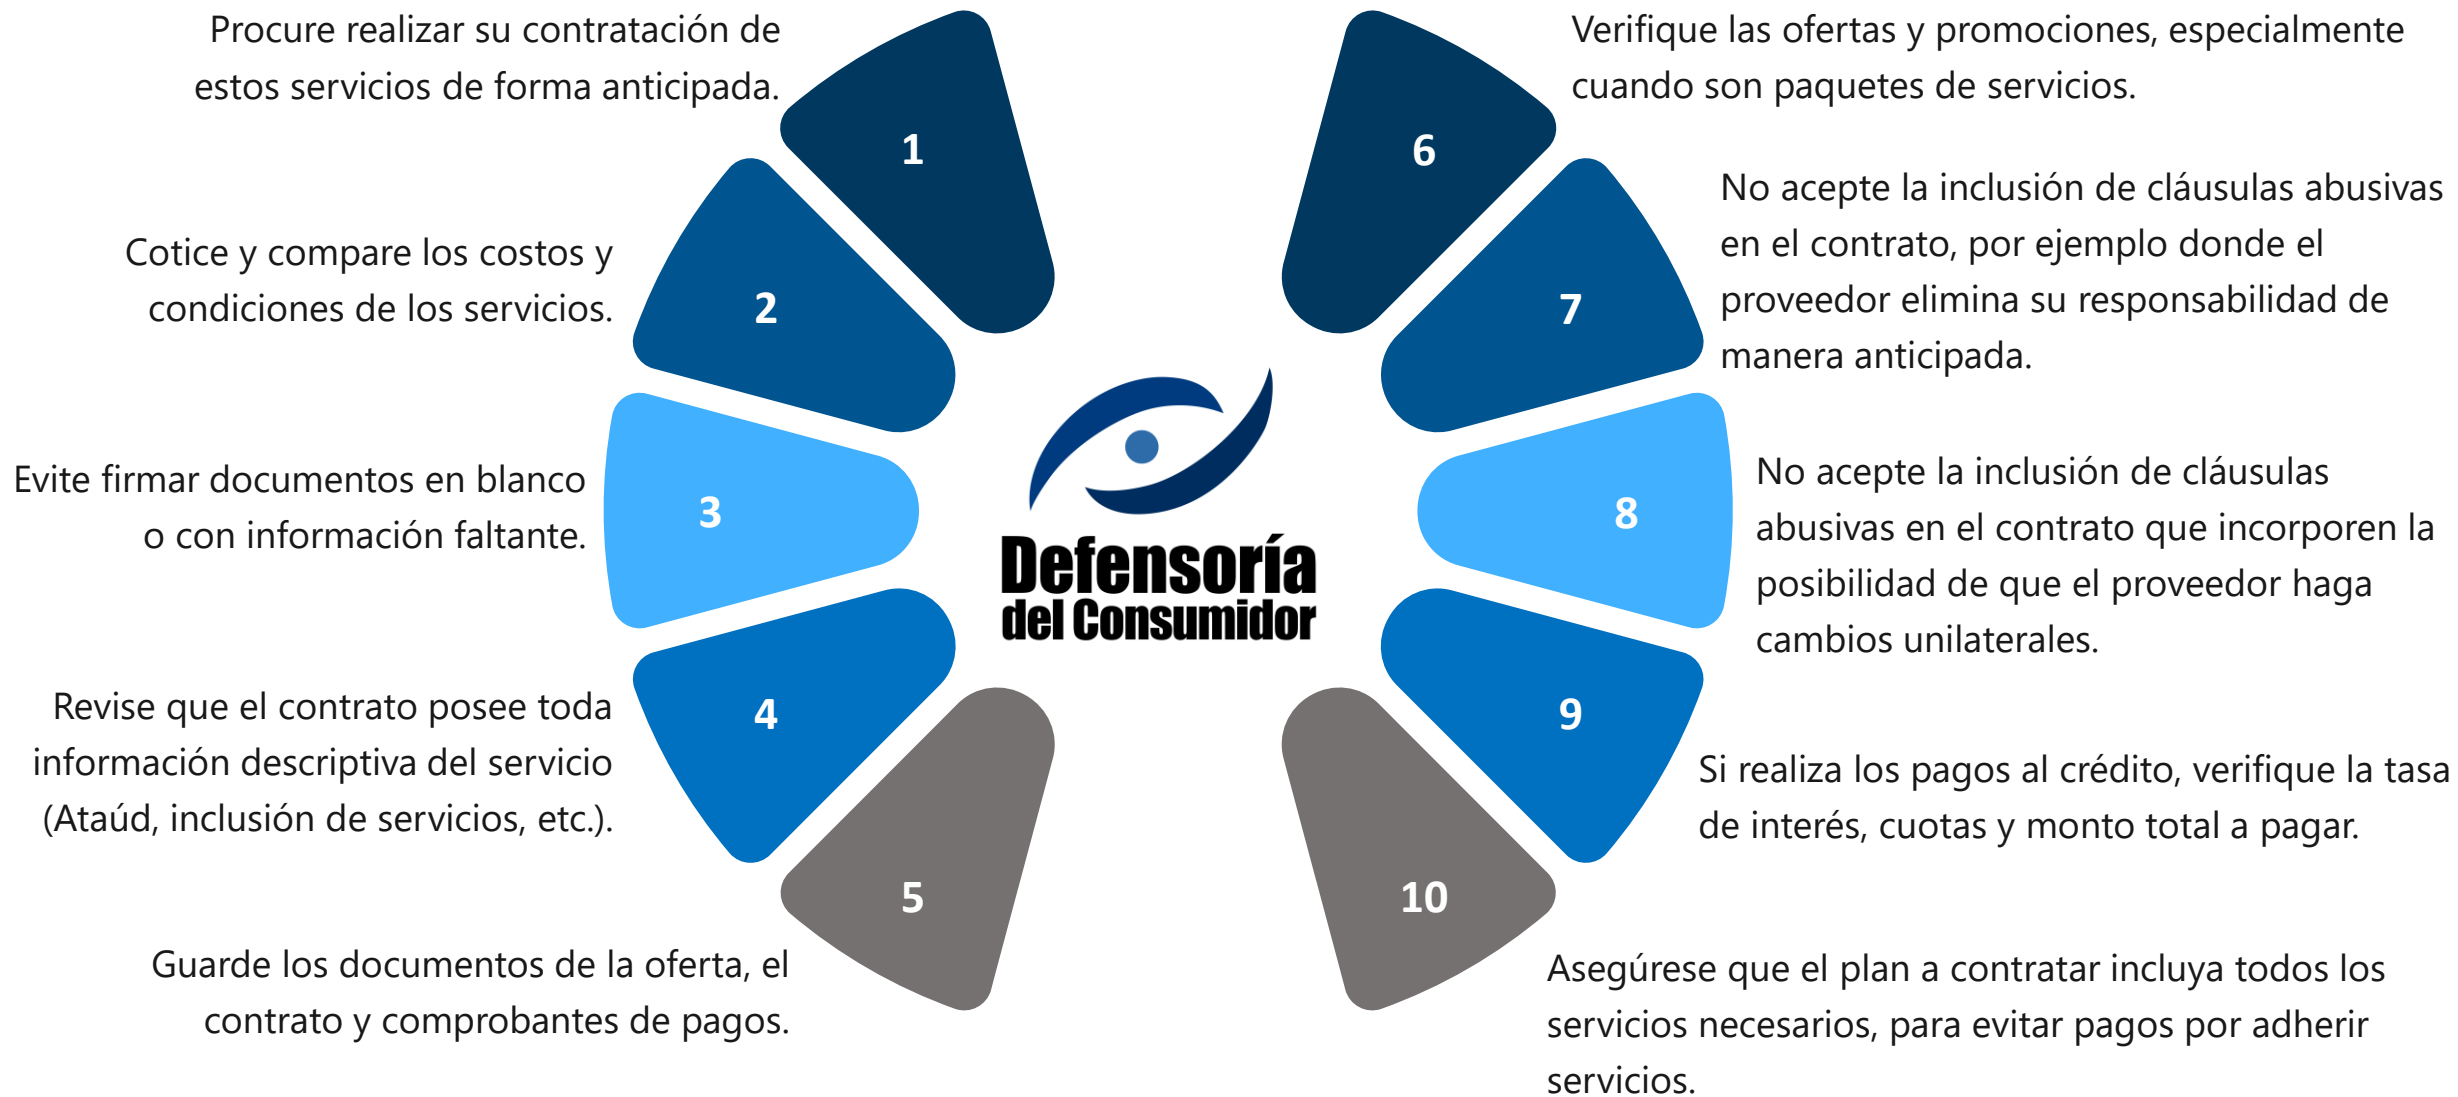 Procure realizar su contratación de
estos servicios de forma anticipada.
1
Cotice y compare los costos y
condiciones de los servicios.
2
Evite firmar documentos en blanco
o con información faltante.
3
Revise que el contrato posee toda
información descriptiva del servicio
(Ataúd, inclusión de servicios, etc.).
4
Guarde los documentos de la oferta, el
contrato y comprobantes de pagos.
5
Defensoría
del Consumidor
6
Verifique las ofertas y promociones, especialmente
cuando son paquetes de servicios.
7
No acepte la inclusión de cláusulas abusivas
en el contrato, por ejemplo donde el
proveedor elimina su responsabilidad de
manera anticipada.
8
No acepte la inclusión de cláusulas
abusivas en el contrato que incorporen la
posibilidad de que el proveedor haga
cambios unilaterales.
9
Si realiza los pagos al crédito, verifique la tasa
de interés, cuotas y monto total a pagar.
10
Asegúrese que el plan a contratar incluya todos los
servicios necesarios, para evitar pagos por adherir
servicios.